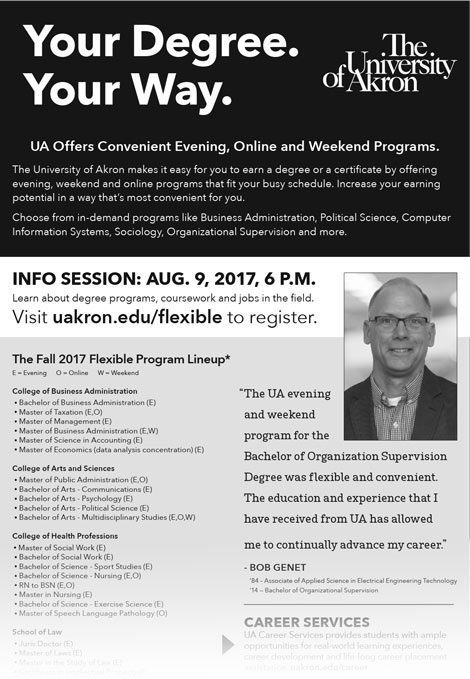 Your Degree.
Your Way.
The
University
of Akron
UA Offers Convenient Evening, Online and Weekend Programs.
The University of Akron makes it easy for you to earn a degree or a certificate by offering
evening, weekend and online programs that fit your busy schedule. Increase your earning
potential in a way that's most convenient for you.
Choose from in-demand programs like Business Administration, Political Science, Computer
Information Systems, Sociology, Organizational Supervision and more.
INFO SESSION: AUG. 9, 2017, 6 P.M.
Learn about degree programs, coursework and jobs in the field.
Visit uakron.edu/flexible to register.
The Fall 2017 Flexible Program Lineup*
E = Evening O = Online W = Weekend
College of Business Administration
• Bachelor of Business Administration (E)
• Master of Taxation (E,O)
• Master of Management (E)
• Master of Business Administration (E,W)
• Master of Science in Accounting (E)
• Master of Economics (data analysis concentration) (E)
College of Arts and Sciences
• Master of Public Administration (E,O)
• Bachelor of Arts - Communications (E)
• Bachelor of Arts - Psychology (E)
• Bachelor of Arts - Political Science (E)
• Bachelor of Arts - Multidisciplinary Studies (E,O,W)
College of Health Professions
• Master of Social Work (E)
• Bachelor of Social Work (E)
• Bachelor of Science - Sport Studies (E)
• Bachelor of Science - Nursing (E,O)
• RN to BSN (E,O)
• Master in Nursing (E)
• Bachelor of Science - Exercise Science (E)
• Master of Speech Language Pathology (O)
School of Law
• Juris Doctor (E)
• Master of Laws (E)
• Master in the Study of Law (E)
“The UA evening
and weekend
program for the
Bachelor of Organization Supervision
Degree was flexible and convenient.
The education and experience that I
have received from UA has allowed
me to continually advance my career.”
- BOB GENET
'84 - Associate of Applied Science in Electrical Engineering Technology
'14 – Bachelor of Organizational Supervision
CAREER SERVICES
UA Career Services provides students with ample
opportunities for real-world learning experiences,
career development and life-long career placement
assistance. uakron.edu/career